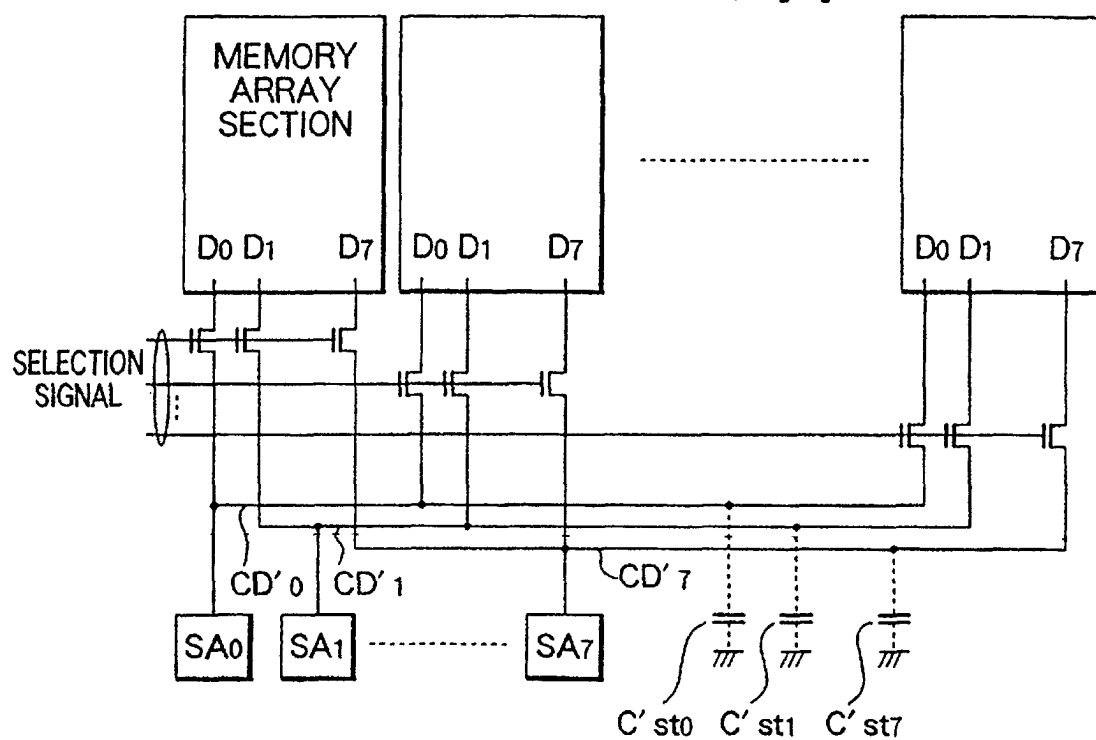 MEMORY
ARRAY
SECTION
D0 D1 D7
D0 D1 D7
D0 D1 D7
SELECTION
SIGNAL
CD'0 CD'1 CD'7
SA0 SA1 SA7
C'st0 C'st1 C'st7